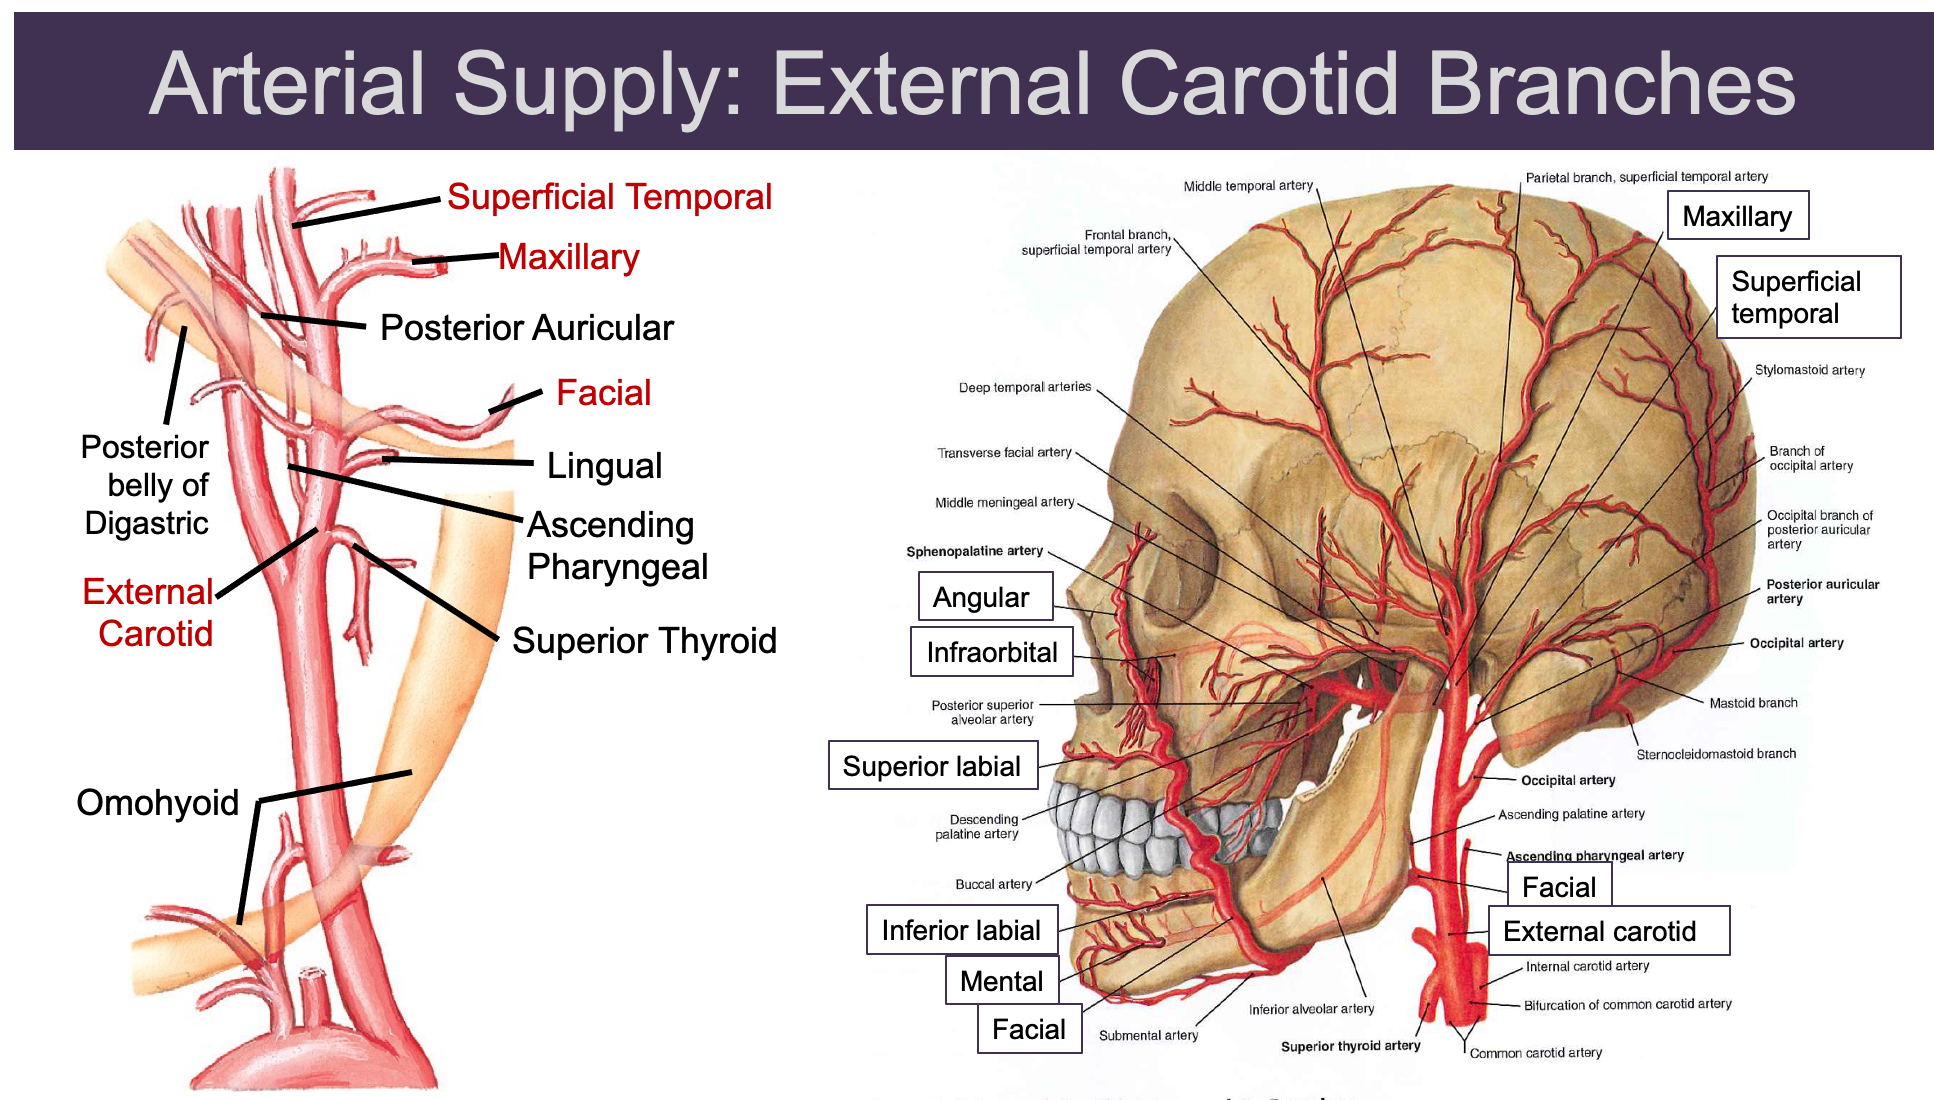 Arterial Supply: External Carotid Branches
Superficial Temporal
Maxillary
Posterior Auricular
Facial
Posterior
belly of
Digastric
Lingual
Ascending
Pharyngeal
External
Carotid
Superior Thyroid
Omohyoid
Middle temporal artery
Parietal branch, superficial temporal artery
Maxillary
Frontal branch,
superficial temporal artery
Superficial
temporal
Deep temporal arteries
Stylomastoid artery
Transverse facial artery
Branch of
occipital artery
Middle meningeal artery
Occipital branch of
posterior auricular
artery
Sphenopalatine artery
Angular
Posterior auricular
artery
Infraorbital
Occipital artery
Posterior superior
alveolar artery
Mastoid branch
Superior labial
Sternocleidomastoid branch
Occipital artery
Descending
palatine artery
Ascending palatine artery
Ascending pharyngeal artery
Buccal artery
Facial
Inferior labial
External carotid
Mental
Internal carotid artery
Facial
Inferior alveolar artery
Bifurcation of common carotid artery
Submental artery
Superior thyroid artery
Common carotid artery